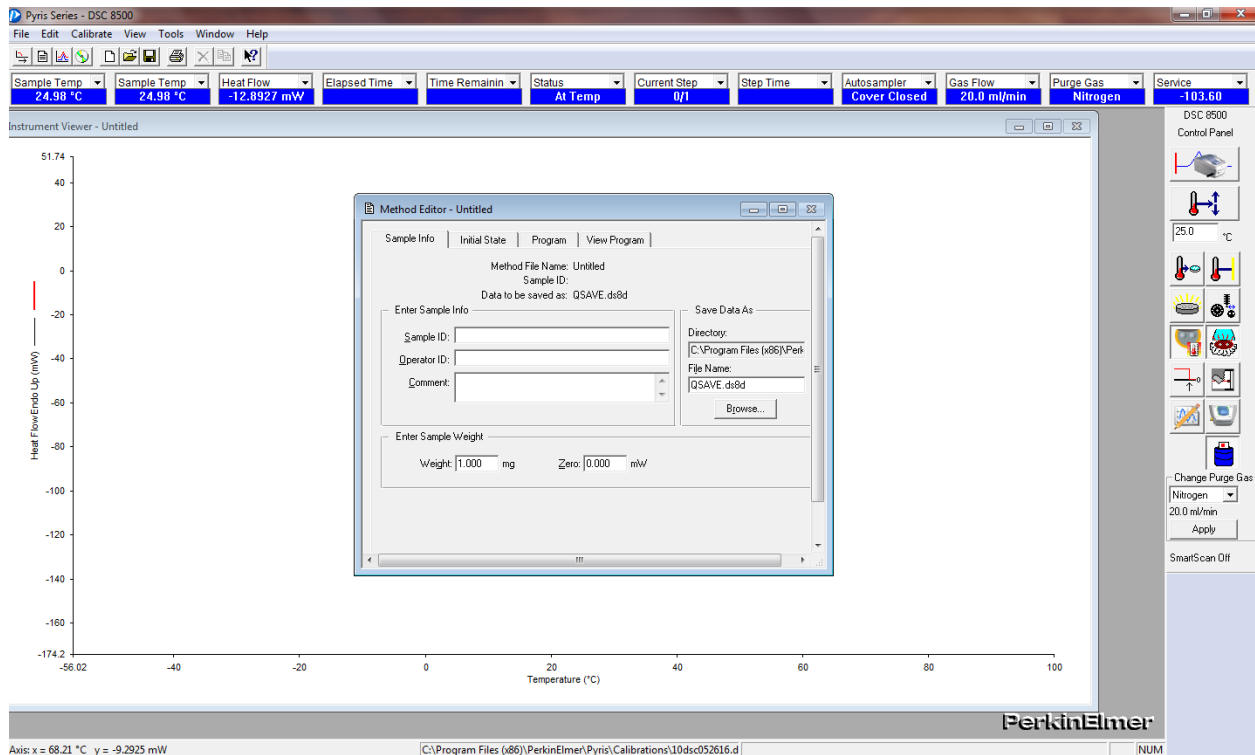 Pyris Series - DSC 8500
File Edit Calibrate View Tools Window Help
Sample Temp Sample Temp Heat Flow Elapsed Time Time Remainin Status Current Step Step Time Autosampler Gas Flow Purge Gas Service
24.98 °C 24.98 °C -12.8927 mW At Temp 0/1 Cover Closed 20.0 ml/min Nitrogen -103.60
Instrument Viewer - Untitled
DSC 8500
Control Panel
25.0 °C
Change Purge Gas
Nitrogen
20.0 ml/min
Apply
SmartScan Off
51.74
40
20
0
-20
-40
-60
-80
-100
-120
-140
-160
-174.2
Heat Flow Endo Up (mW)
-56.02 -40 -20 0 20 40 60 80 100
Temperature (°C)
Method Editor - Untitled
Sample Info Initial State Program View Program
Method File Name: Untitled
Sample ID:
Data to be saved as: QSAVE.ds8d
Enter Sample Info
Sample ID:
Operator ID:
Comment:
Save Data As
Directory:
C:\Program Files (x86)\Perk
File Name:
QSAVE.ds8d
Browse...
Enter Sample Weight
Weight: 1.000 mg Zero: 0.000 mW
PerkinElmer
Axis: x = 68.21 °C y = -9.2925 mW C:\Program Files (x86)\PerkinElmer\Pyris\Calibrations\10dsc052616.d NUM